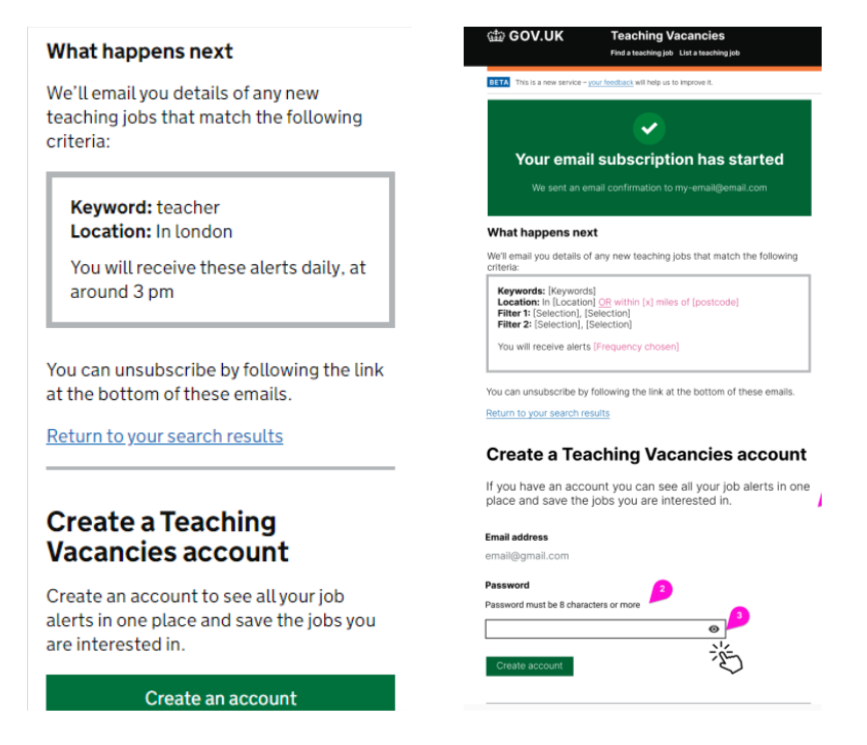 What happens next
We'll email you details of any new
teaching jobs that match the following
criteria:
Keyword: teacher
Location: In london
You will receive these alerts daily, at
around 3 pm
You can unsubscribe by following the link
at the bottom of these emails.
Return to your search results
Create a Teaching
Vacancies account
Create an account to see all your job
alerts in one place and save the jobs you
are interested in.
Create an account
GOV.UK Teaching Vacancies
Find a teaching job List a teaching job
BETA This is a new service – your feedback will help us to improve it.
Your email subscription has started
We sent an email confirmation to my-email@email.com
What happens next
We'll email you details of any new teaching jobs that match the following
criteria:
Keywords: [Keywords]
Location: In [Location] OR within [x] miles of [postcode]
Filter 1: [Selection], [Selection]
Filter 2: [Selection], [Selection]
You will receive alerts [Frequency chosen]
You can unsubscribe by following the link at the bottom of these emails.
Return to your search results
Create a Teaching Vacancies account
If you have an account you can see all your job alerts in one
place and save the jobs you are interested in.
Email address
email@gmail.com
Password
2
Password must be 8 characters or more
3
Create account